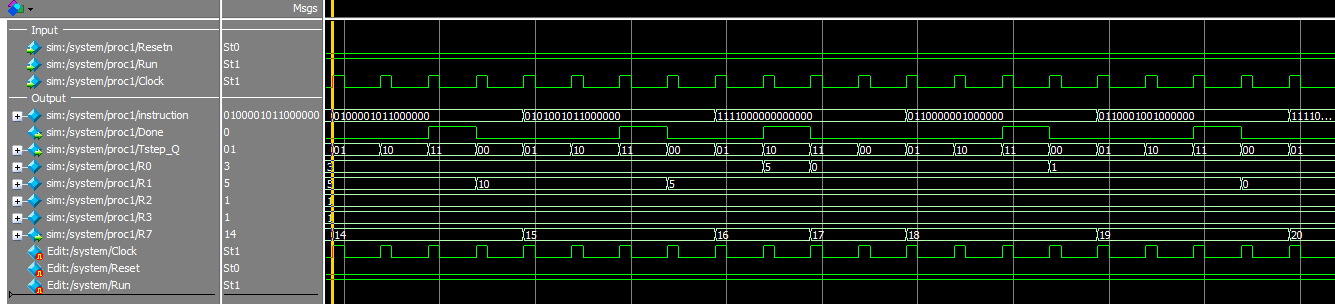 Msgs
Input
sim:/system/proc1/Resetn St0
sim:/system/proc1/Run St1
sim:/system/proc1/Clock St1
Output
sim:/system/proc1/instruction 0100001011000000 0100001011000000 0101001011000000 1111000000000000 0110000001000000 0110001001000000 11110...
sim:/system/proc1/Done 0
sim:/system/proc1/Tstep_Q 01 01 10 11 00 01 10 11 00 01 10 11 00 01 10 11 00 01 10 11 00 01
sim:/system/proc1/R0 3 3 5 0 1
sim:/system/proc1/R1 5 5 10 5 0
sim:/system/proc1/R2 1 1
sim:/system/proc1/R3 1 1
sim:/system/proc1/R7 14 14 15 16 17 18 19 20
Edit:/system/Clock St1
Edit:/system/Reset St0
Edit:/system/Run St1